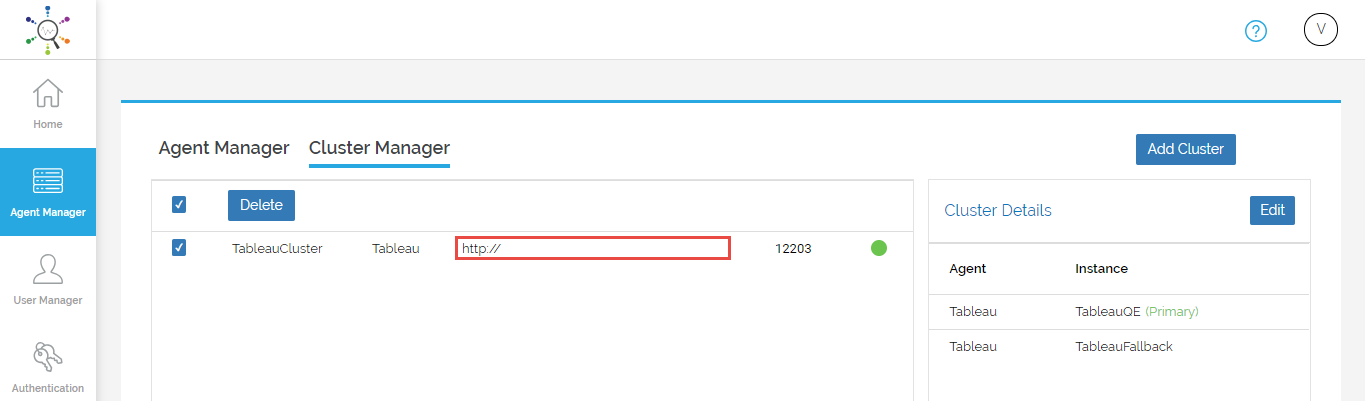 ?
V
Home
Agent Manager
User Manager
Authentication
Agent Manager Cluster Manager
Add Cluster
Delete
TableauCluster Tableau http:// 12203
Cluster Details
Edit
Agent Instance
Tableau TableauQE (Primary)
Tableau TableauFallback